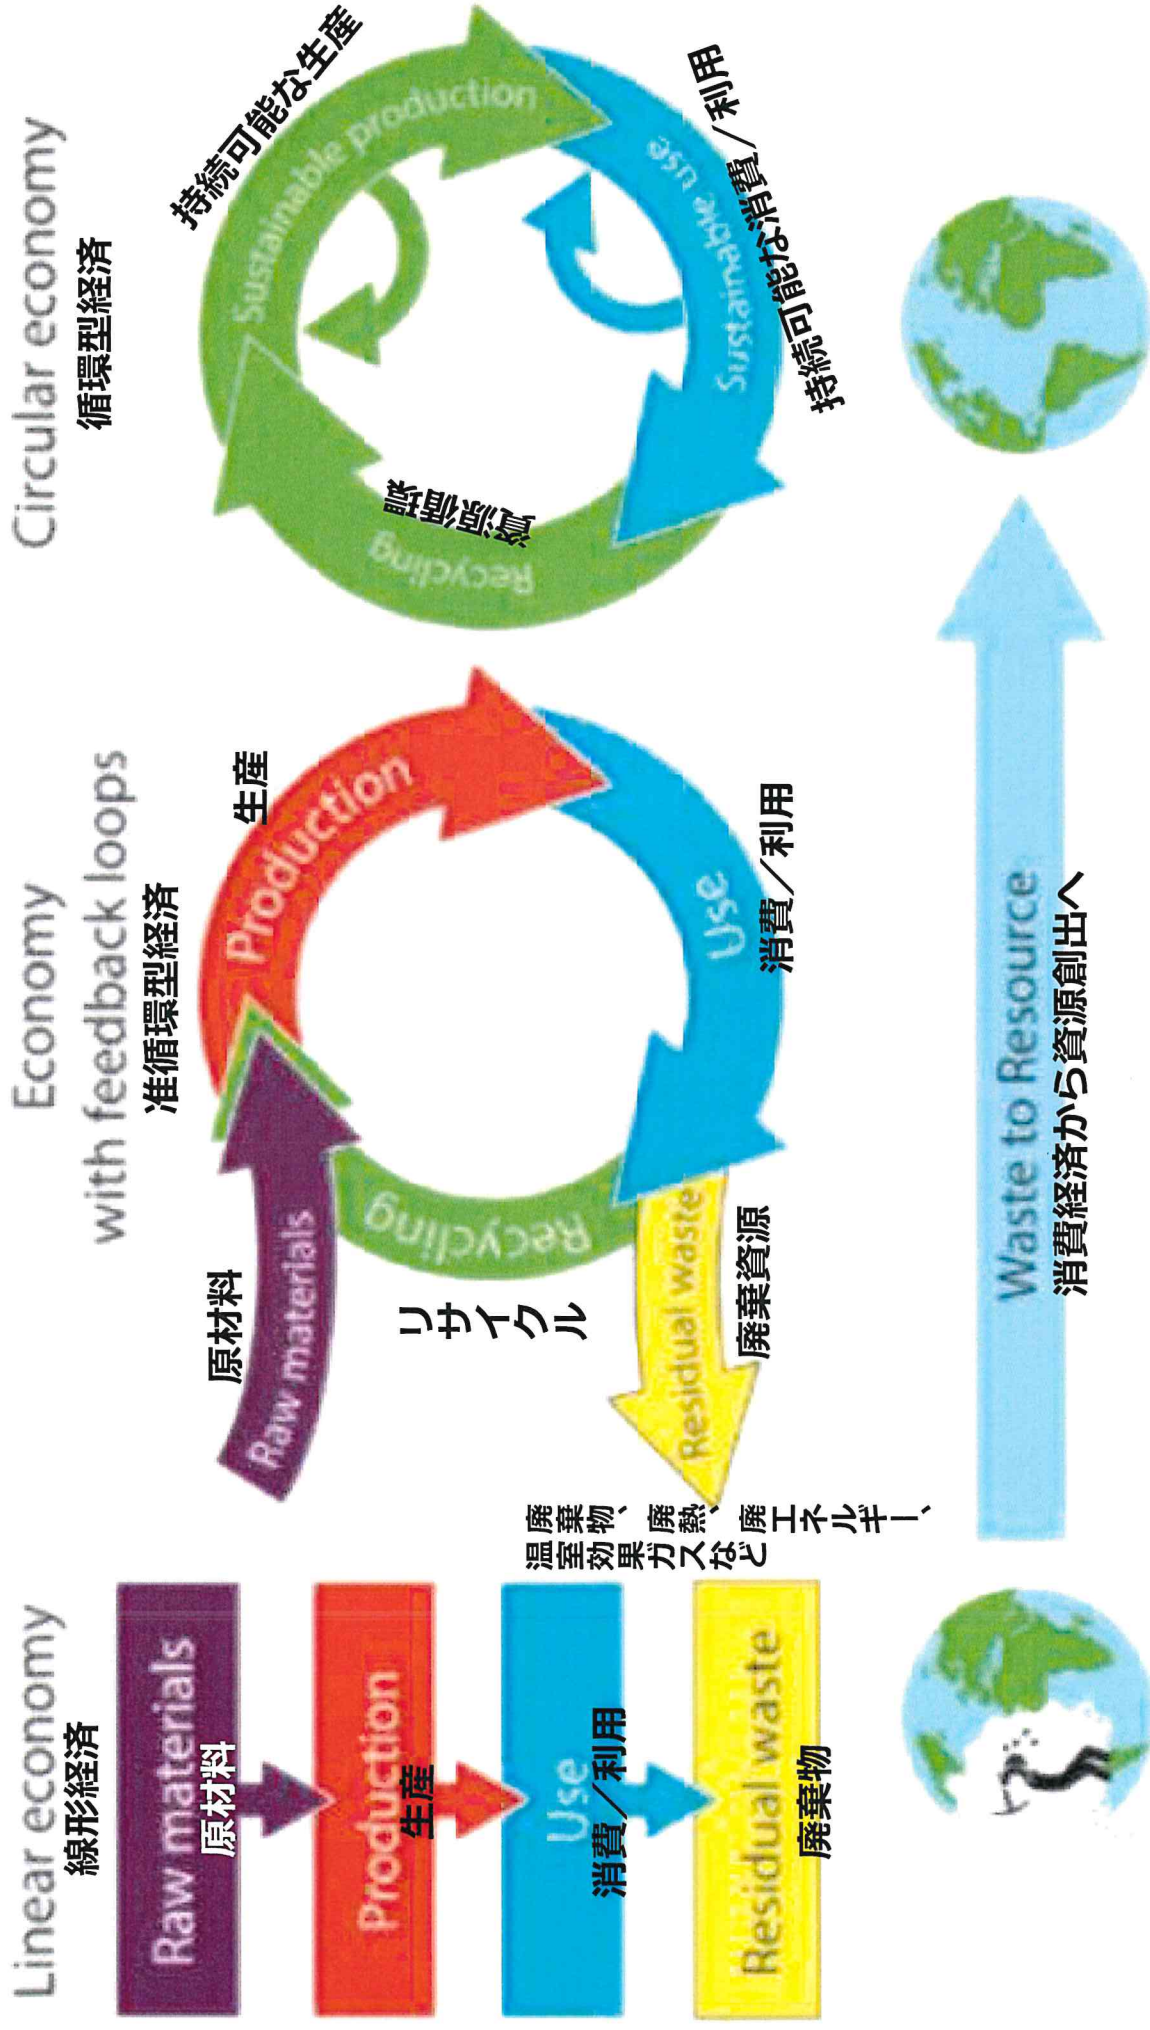 Linear economy
線形経済
Raw materials
原材料
Production
生産
Use
消費／利用
Residual waste
廃棄物
Economy
with feedback loops
准循環型経済
原材料
Raw materials
生産
Production
Recycling
リサイクル
Use
消費／利用
Residual waste
廃棄資源
廃棄物、廃熱、廃エネルギー、
温室効果ガスなど
Circular economy
循環型経済
持続可能な生産
Sustainable production
資源循環
Recycling
Sustainable use
持続可能な消費／利用
Waste to Resource
消費経済から資源創出へ